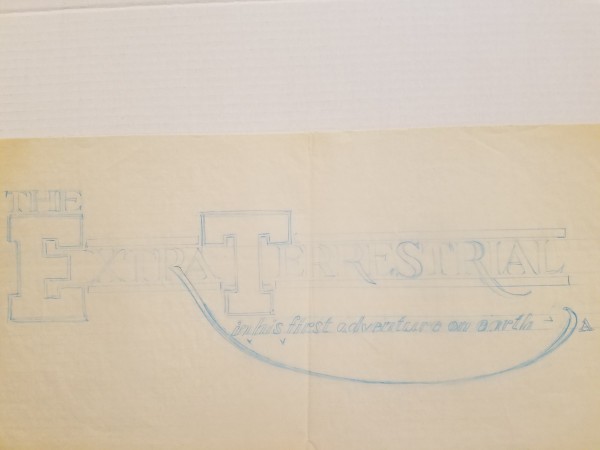 THE
EXTRA TERRESTRIAL
in his first adventure on earth